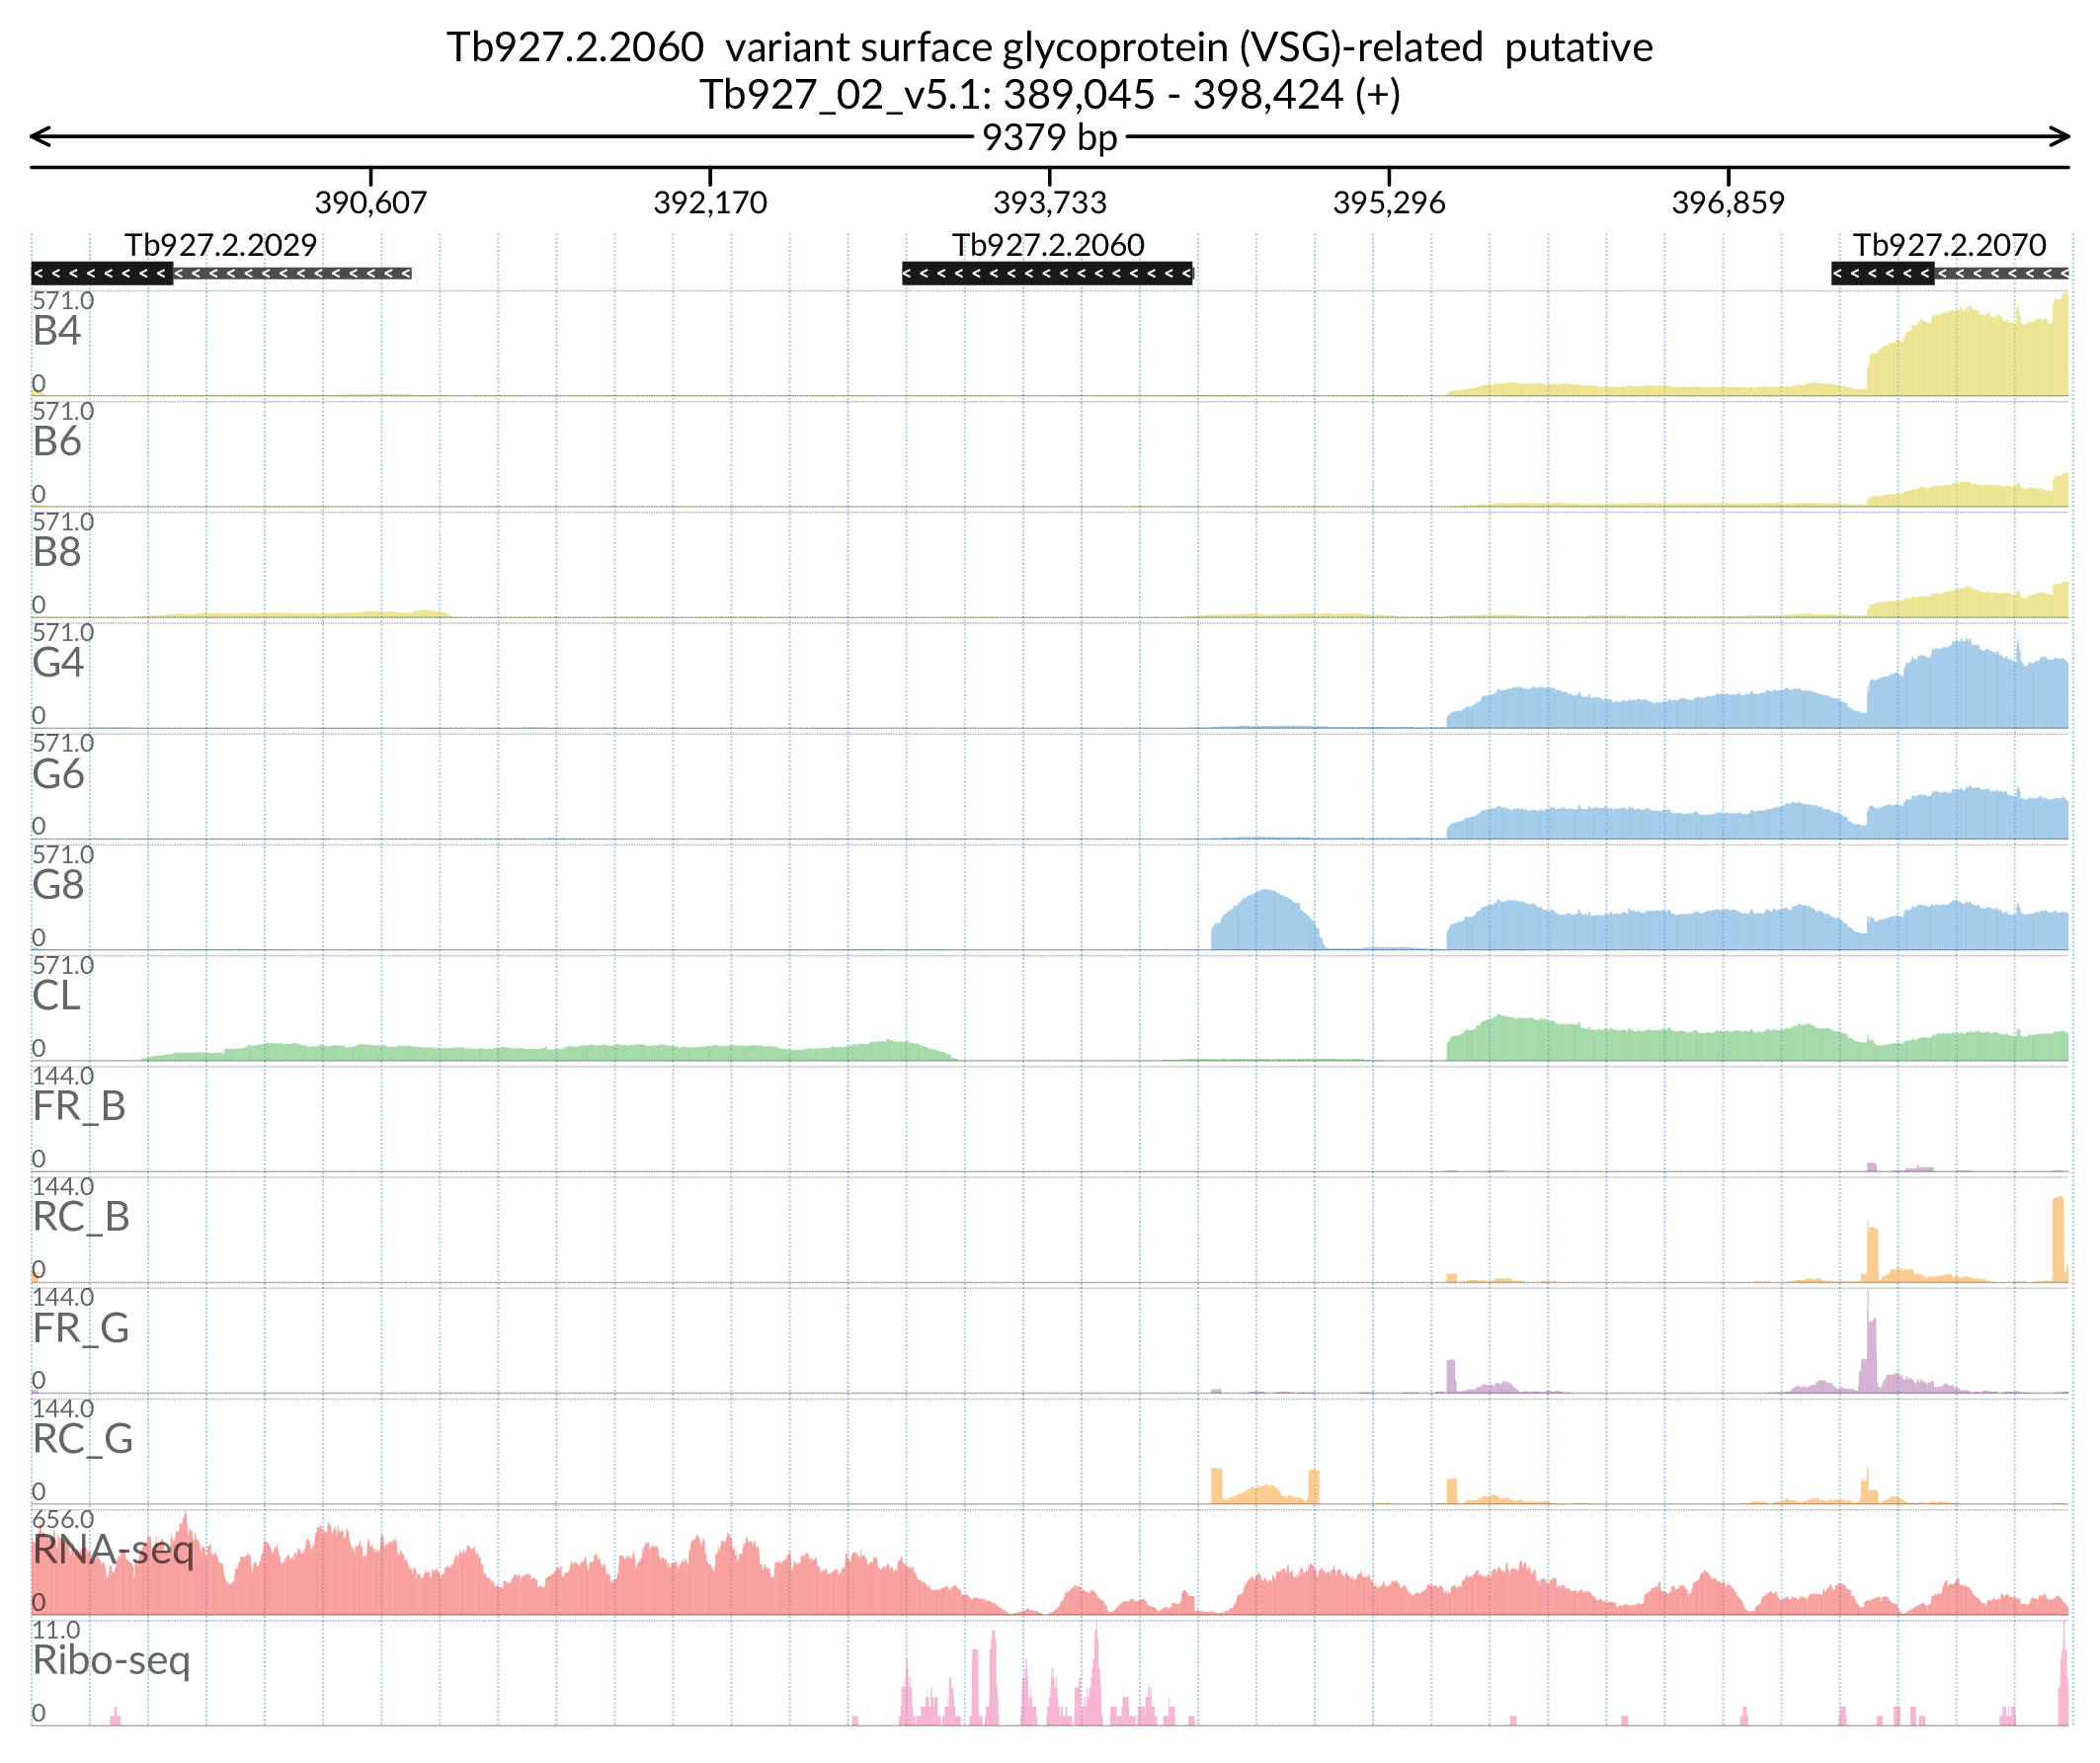 Tb927.2.2060  variant surface glycoprotein (VSG)-related  putative
Tb927_02_v5.1: 389,045 - 398,424 (+)
9379 bp
390,607 392,170 393,733 395,296 396,859
Tb927.2.2029 Tb927.2.2060 Tb927.2.2070
571.0
B4
0
571.0
B6
0
571.0
B8
0
571.0
G4
0
571.0
G6
0
571.0
G8
0
571.0
CL
0
144.0
FR_B
0
144.0
RC_B
0
144.0
FR_G
0
144.0
RC_G
0
656.0
RNA-seq
0
11.0
Ribo-seq
0